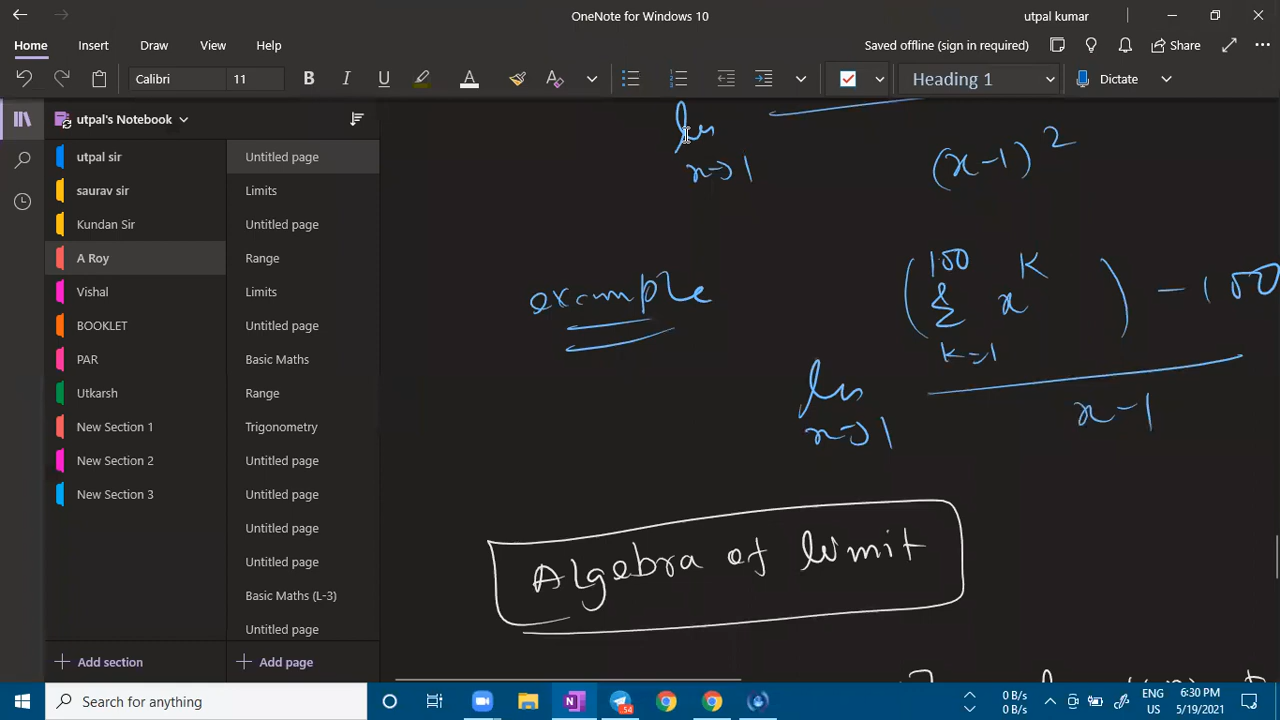 OneNote for Windows 10
utpal kumar
Home Insert Draw View Help
Saved offline (sign in required) Share
Calibri 11 B I U A Heading 1 Dictate
utpal's Notebook
utpal sir
saurav sir
Kundan Sir
A Roy
Vishal
BOOKLET
PAR
Utkarsh
New Section 1
New Section 2
New Section 3
Add section
Untitled page
Limits
Untitled page
Range
Limits
Untitled page
Basic Maths
Range
Trigonometry
Untitled page
Untitled page
Untitled page
Untitled page
Basic Maths (L-3)
Untitled page
Add page
lim
x→1
(x-1)²
example
(100 Σ k=1 x^k) - 100
lim
x→1
x-1
Algebra of limit
Search for anything
54
0 B/s
0 B/s
ENG
US
6:30 PM
5/19/2021